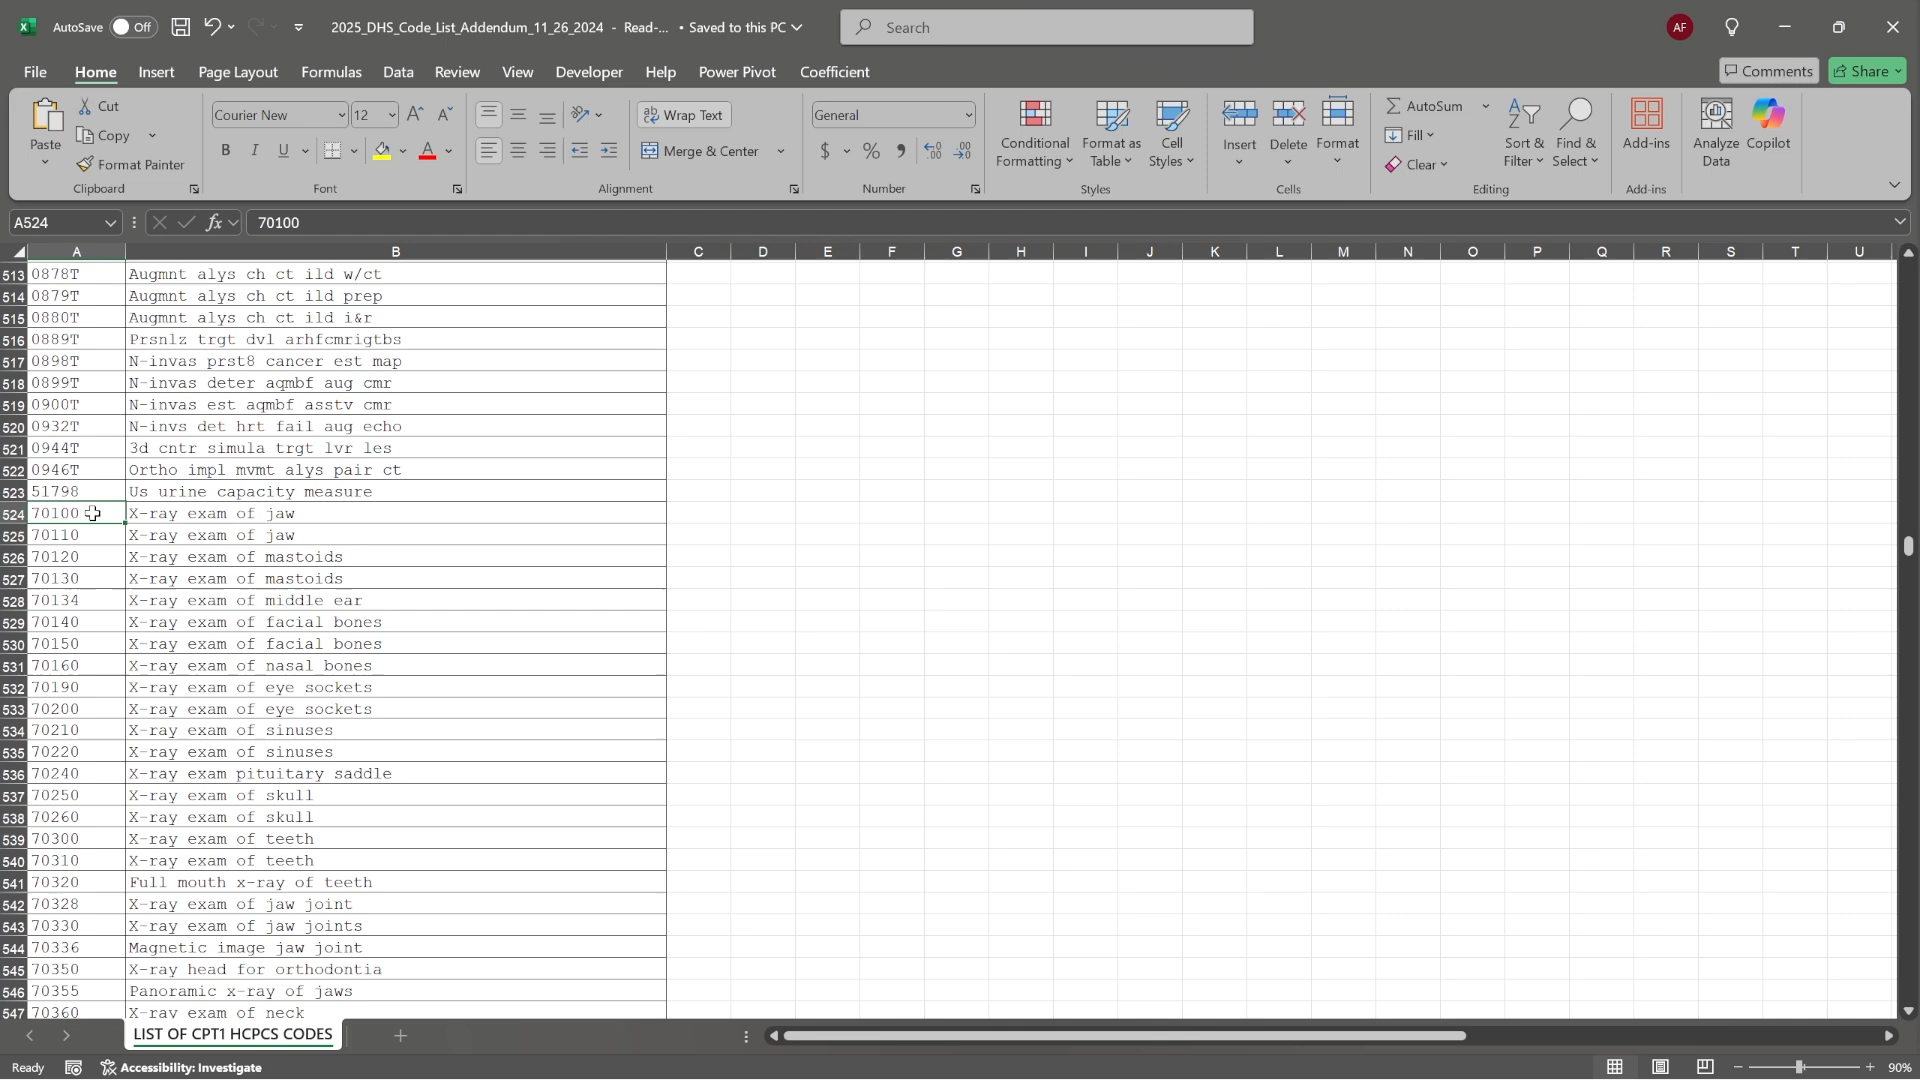 AutoSave Off 2025_DHS_Code_List_Addendum_11_26_2024 - Read-... • Saved to this PC Search AF
File Home Insert Page Layout Formulas Data Review View Developer Help Power Pivot Coefficient Comments Share
Paste Cut Copy Format Painter Clipboard
Courier New 12 A^ A˅ B I U A Font
ab Wrap Text Merge & Center Alignment
General $ % 9 Number
Conditional Formatting Format as Table Cell Styles Styles
Insert Delete Format Cells
AutoSum Fill Clear Sort & Filter Find & Select Editing
Add-ins Add-ins
Analyze Data Copilot
A524 fx 70100
A B C D E F G H I J K L M N O P Q R S T U
513 0878T Augmnt alys ch ct ild w/ct
514 0879T Augmnt alys ch ct ild prep
515 0880T Augmnt alys ch ct ild i&r
516 0889T Prsnlz trgt dvl arhfcmrigtbs
517 0898T N-invas prst8 cancer est map
518 0899T N-invas deter aqmbf aug cmr
519 0900T N-invas est aqmbf asstv cmr
520 0932T N-invs det hrt fail aug echo
521 0944T 3d cntr simula trgt lvr les
522 0946T Ortho impl mvmt alys pair ct
523 51798 Us urine capacity measure
524 70100 X-ray exam of jaw
525 70110 X-ray exam of jaw
526 70120 X-ray exam of mastoids
527 70130 X-ray exam of mastoids
528 70134 X-ray exam of middle ear
529 70140 X-ray exam of facial bones
530 70150 X-ray exam of facial bones
531 70160 X-ray exam of nasal bones
532 70190 X-ray exam of eye sockets
533 70200 X-ray exam of eye sockets
534 70210 X-ray exam of sinuses
535 70220 X-ray exam of sinuses
536 70240 X-ray exam pituitary saddle
537 70250 X-ray exam of skull
538 70260 X-ray exam of skull
539 70300 X-ray exam of teeth
540 70310 X-ray exam of teeth
541 70320 Full mouth x-ray of teeth
542 70328 X-ray exam of jaw joint
543 70330 X-ray exam of jaw joints
544 70336 Magnetic image jaw joint
545 70350 X-ray head for orthodontia
546 70355 Panoramic x-ray of jaws
547 70360 X-ray exam of neck
LIST OF CPT1 HCPCS CODES
Ready Accessibility: Investigate 90%